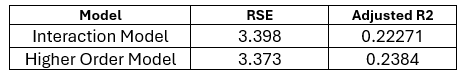 Model RSE Adjusted R2
Interaction Model 3.398 0.22271
Higher Order Model 3.373 0.2384